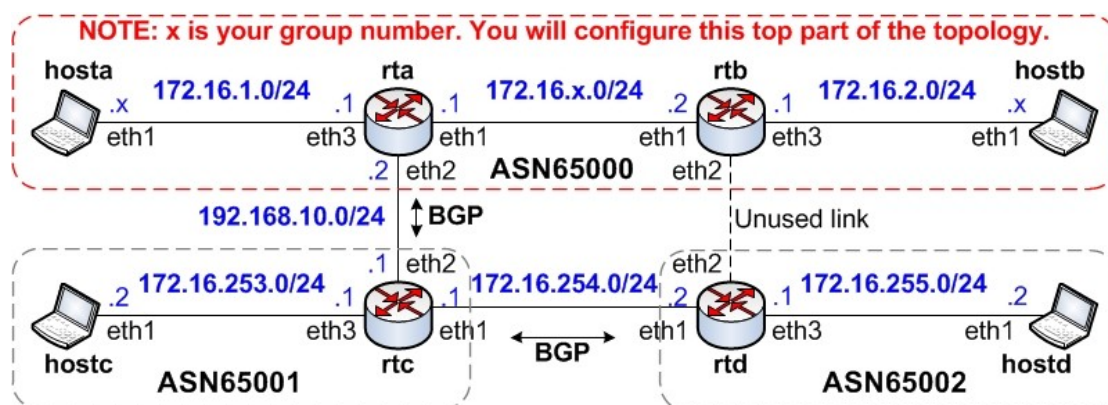 NOTE: x is your group number. You will configure this top part of the topology.
hosta rta rtb hostb
172.16.1.0/24 172.16.x.0/24 172.16.2.0/24
.x .1 .1 .2 .1 .x
eth1 eth3 eth1 eth1 eth3 eth1
.2 eth2 ASN65000 eth2
192.168.10.0/24 BGP Unused link
.1 eth2 eth2
172.16.253.0/24 172.16.254.0/24 172.16.255.0/24
.2 .1 .1 .2 .1 .2
eth1 eth3 eth1 eth1 eth3 eth1
BGP
hostc rtc rtd hostd
ASN65001 ASN65002